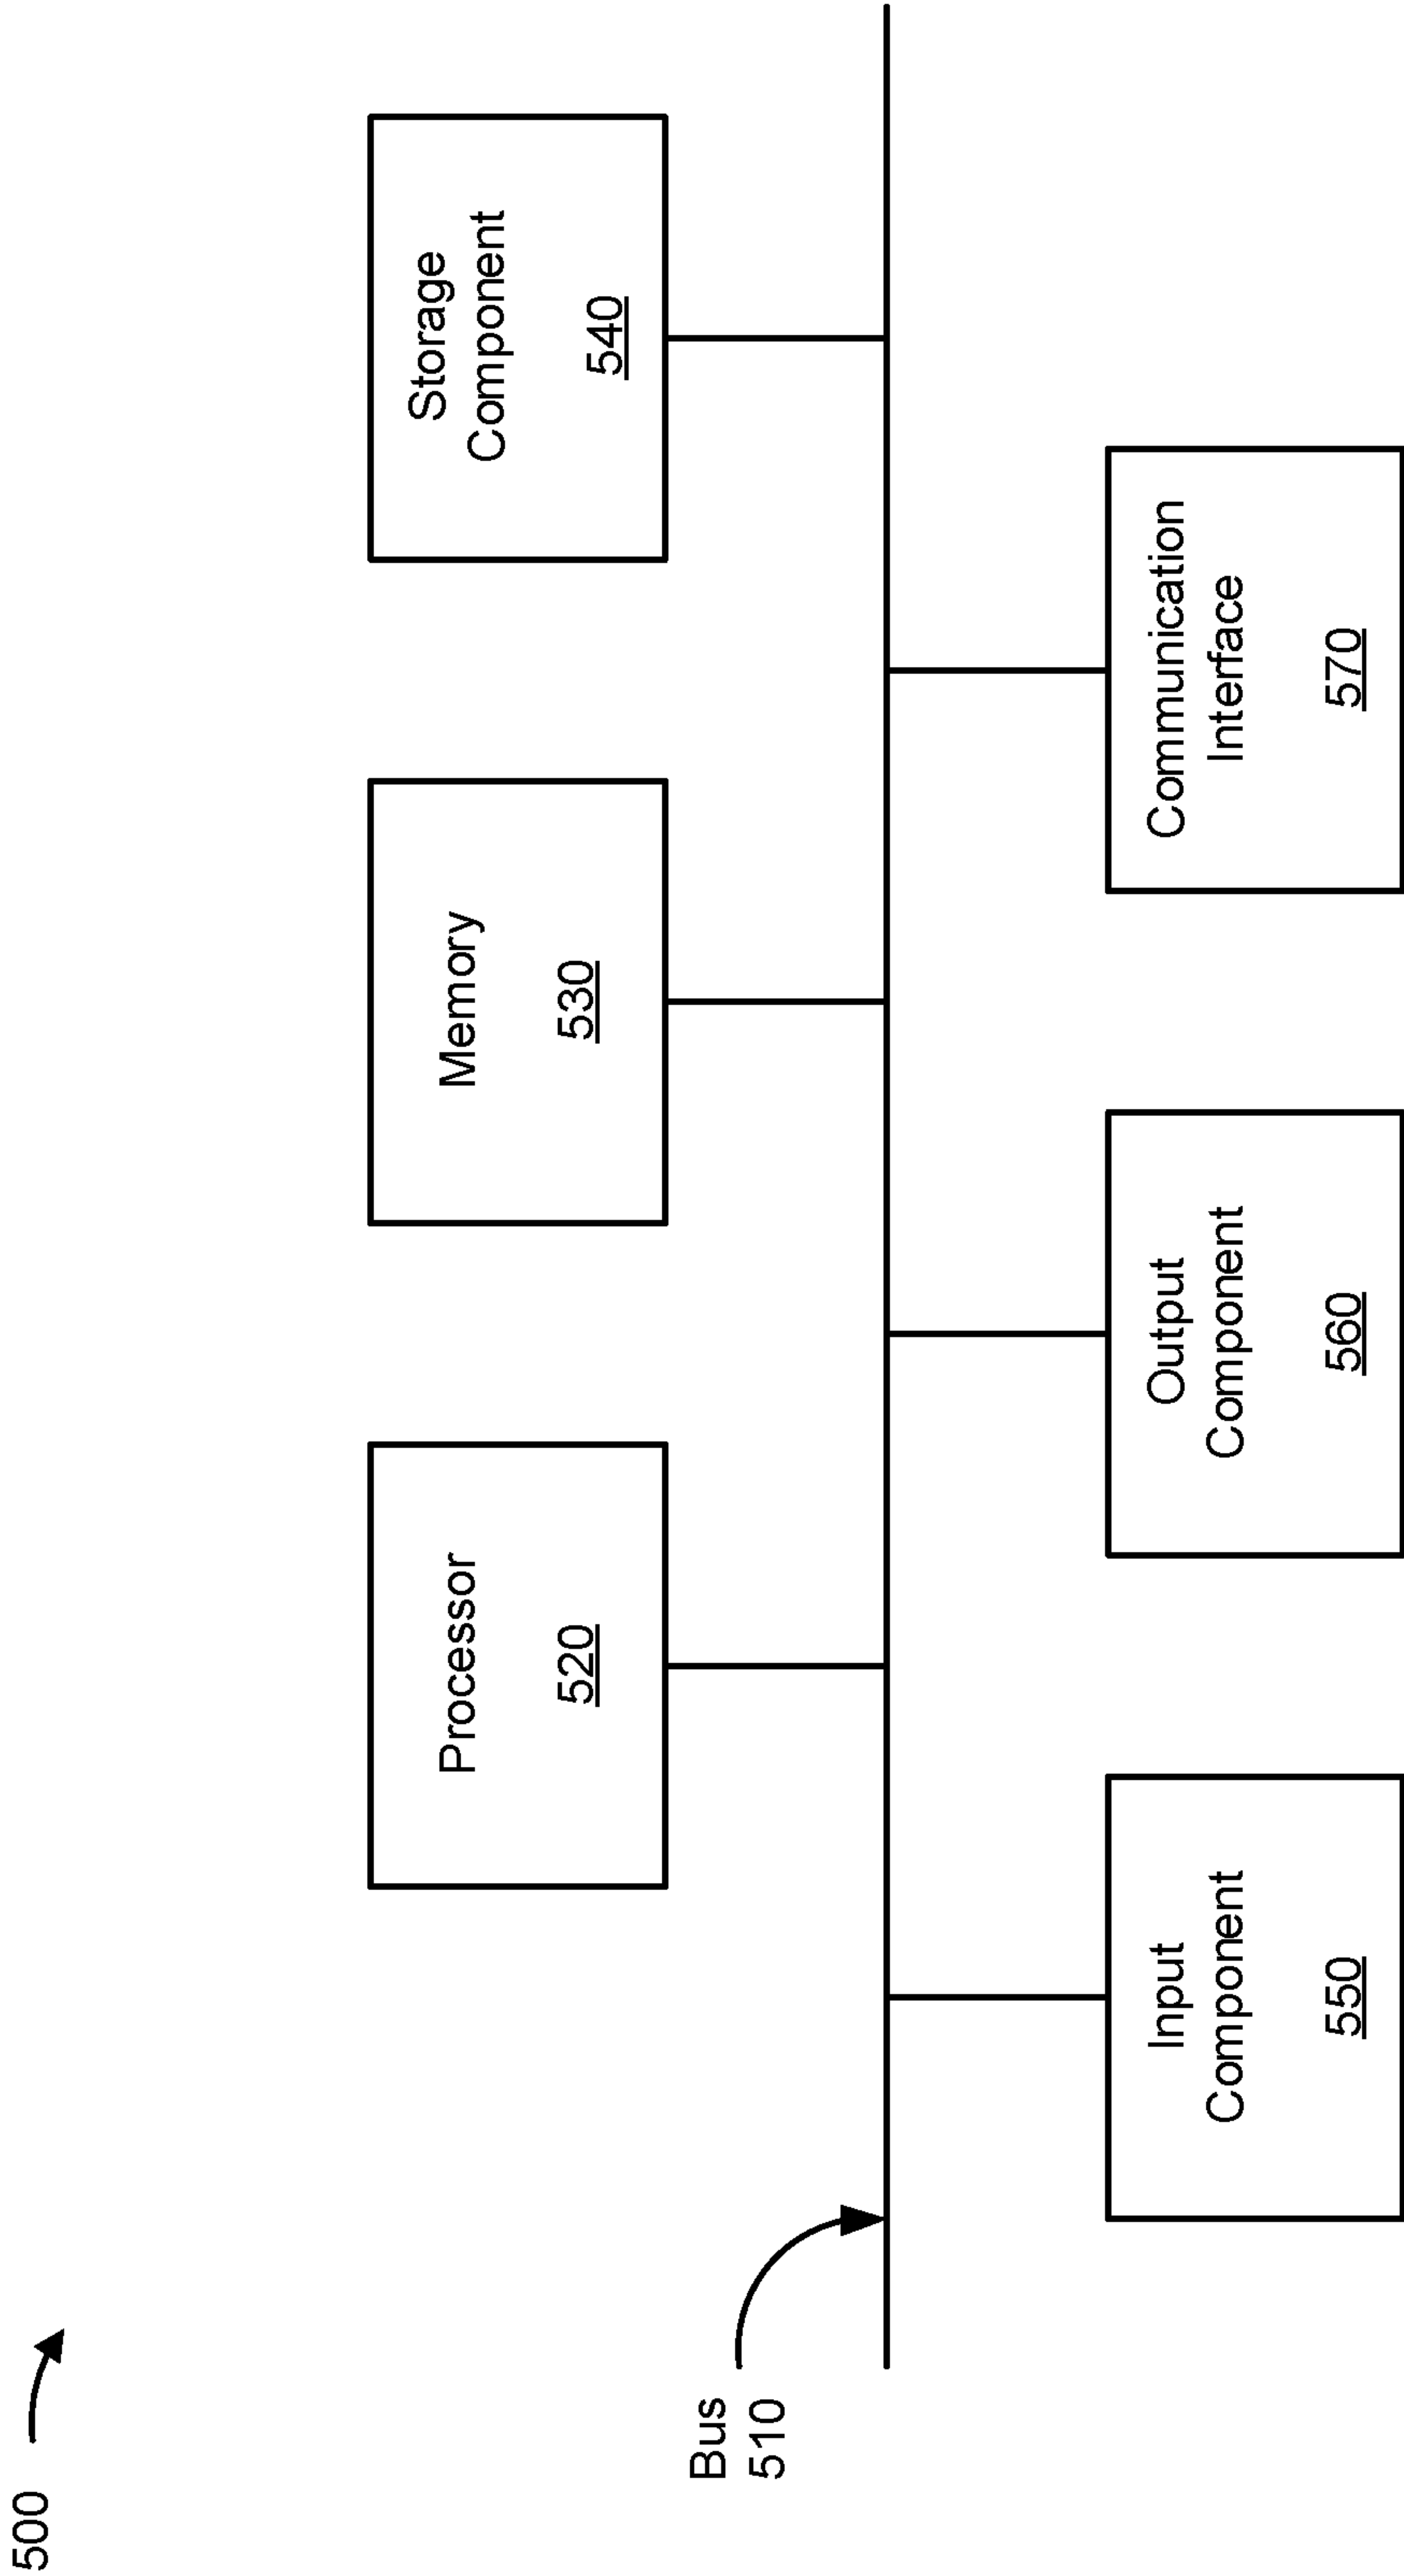 500
Bus
510
Processor
520
Memory
530
Storage
Component
540
Input
Component
550
Output
Component
560
Communication
Interface
570